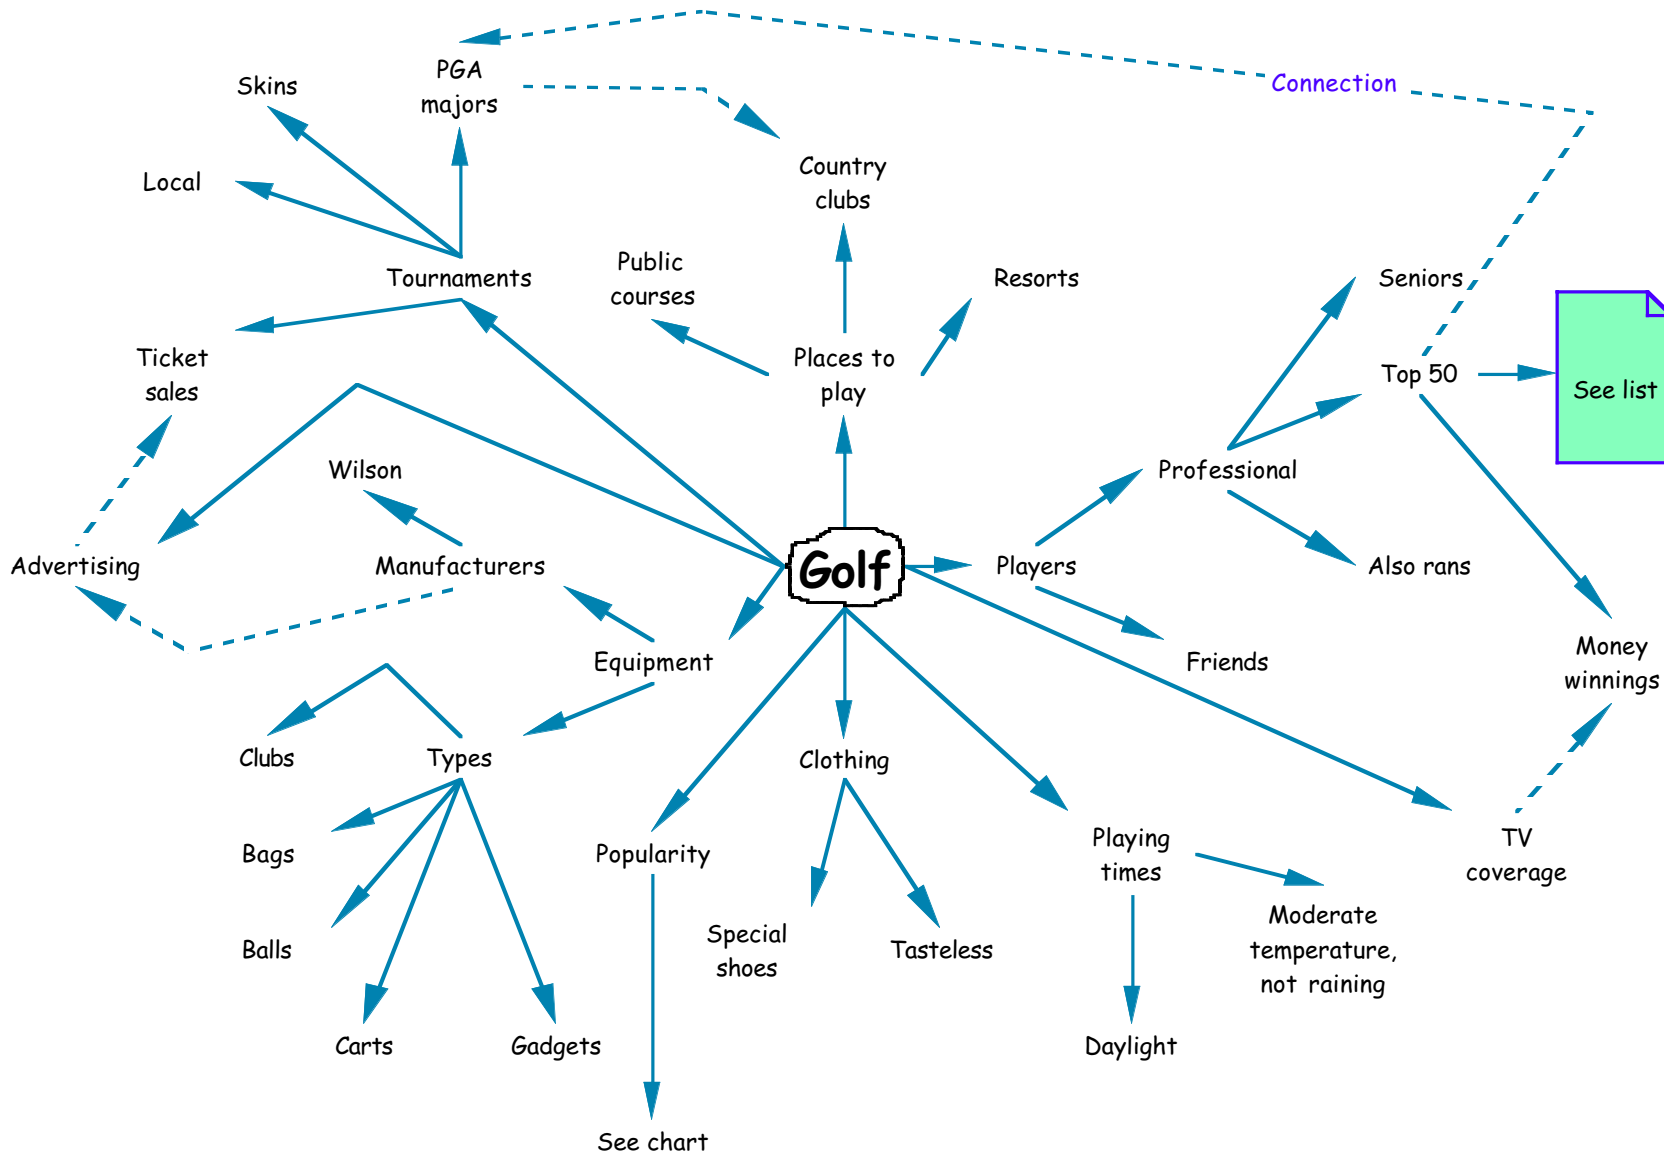 Connection
PGA
majors
Skins
Local
Country
clubs
Public
courses
Resorts
Tournaments
Seniors
Ticket
sales
Places to
play
Top 50
See list
Wilson
Professional
Advertising
Manufacturers
Golf
Players
Also rans
Equipment
Friends
Money
winnings
Clubs
Types
Clothing
Bags
Popularity
Playing
times
TV
coverage
Balls
Special
shoes
Tasteless
Moderate
temperature,
not raining
Carts
Gadgets
Daylight
See chart